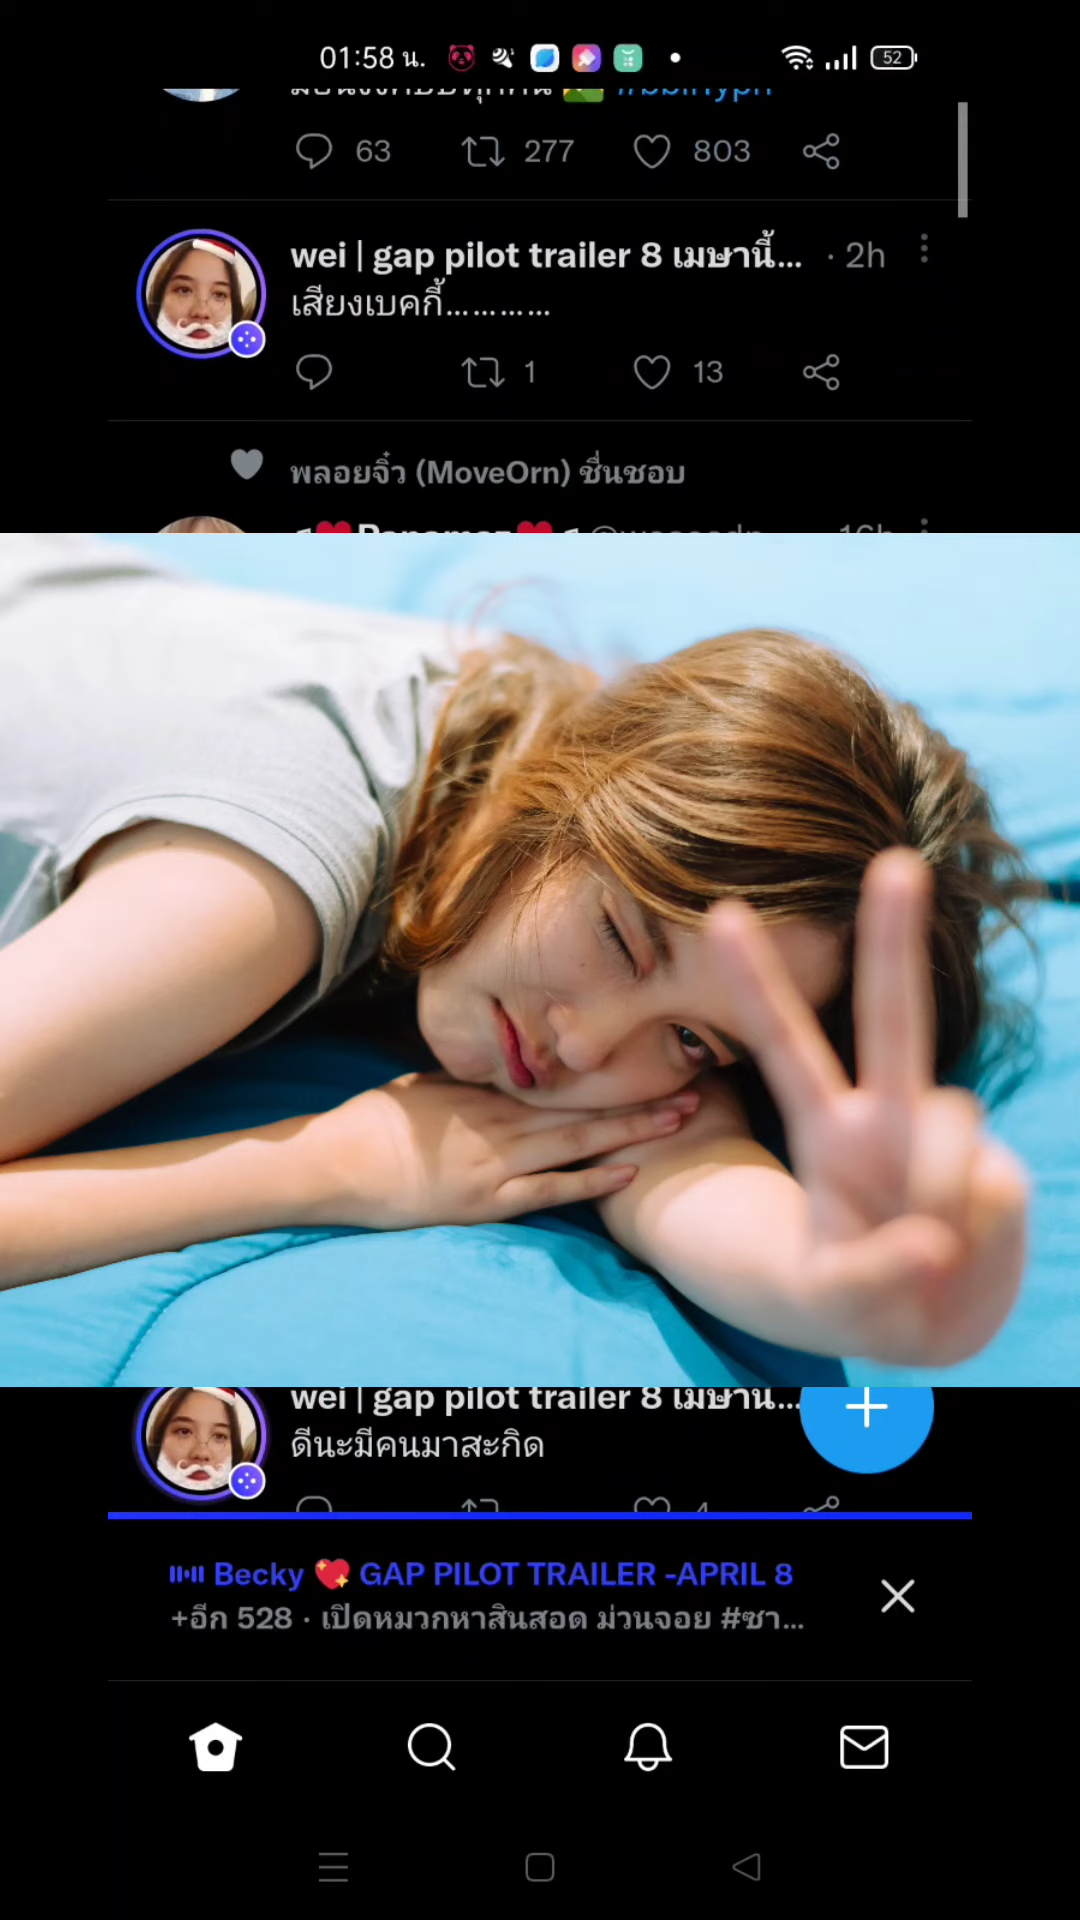 01:58 น.
52
#bbfrryph
63 277 803
wei | gap pilot trailer 8 เมษานี้... · 2h
เสียงเบคกี้............
1 13
พลอยจิ๋ว (MoveOrn) ชื่นชอบ
16h
wei | gap pilot trailer 8 เมษาน...
ดีนะมีคนมาสะกิด
4
Becky 💖 GAP PILOT TRAILER -APRIL 8
+อีก 528 · เปิดหมวกหาสินสอด ม่วนจอย #ซา...